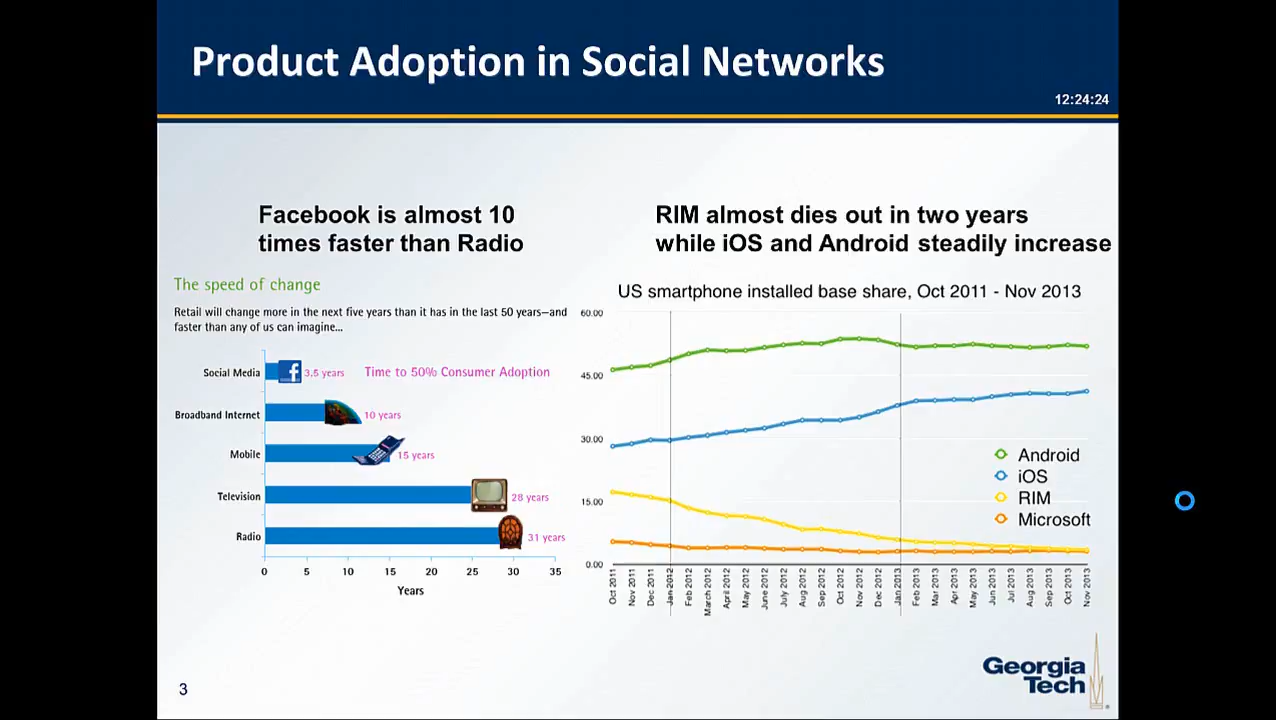 Product Adoption in Social Networks
12:24:24
Facebook is almost 10
times faster than Radio
The speed of change
Retail will change more in the next five years than it has in the last 50 years—and
faster than any of us can imagine...
Social Media
3.5 years
Time to 50% Consumer Adoption
Broadband Internet
10 years
Mobile
15 years
Television
28 years
Radio
31 years
0 5 10 15 20 25 30 35
Years
RIM almost dies out in two years
while iOS and Android steadily increase
US smartphone installed base share, Oct 2011 - Nov 2013
60.00
45.00
30.00
15.00
0.00
Android
iOS
RIM
Microsoft
Oct 2011
Nov 2011
Dec 2011
Jan 2012
Feb 2012
March 2012
April 2012
May 2012
June 2012
July 2012
Aug 2012
Sep 2012
Oct 2012
Nov 2012
Dec 2012
Jan 2013
Feb 2013
Mar 2013
Apr 2013
May 2013
Jun 2013
Jul 2013
Aug 2013
Sep 2013
Oct 2013
Nov 2013
3
Georgia
Tech